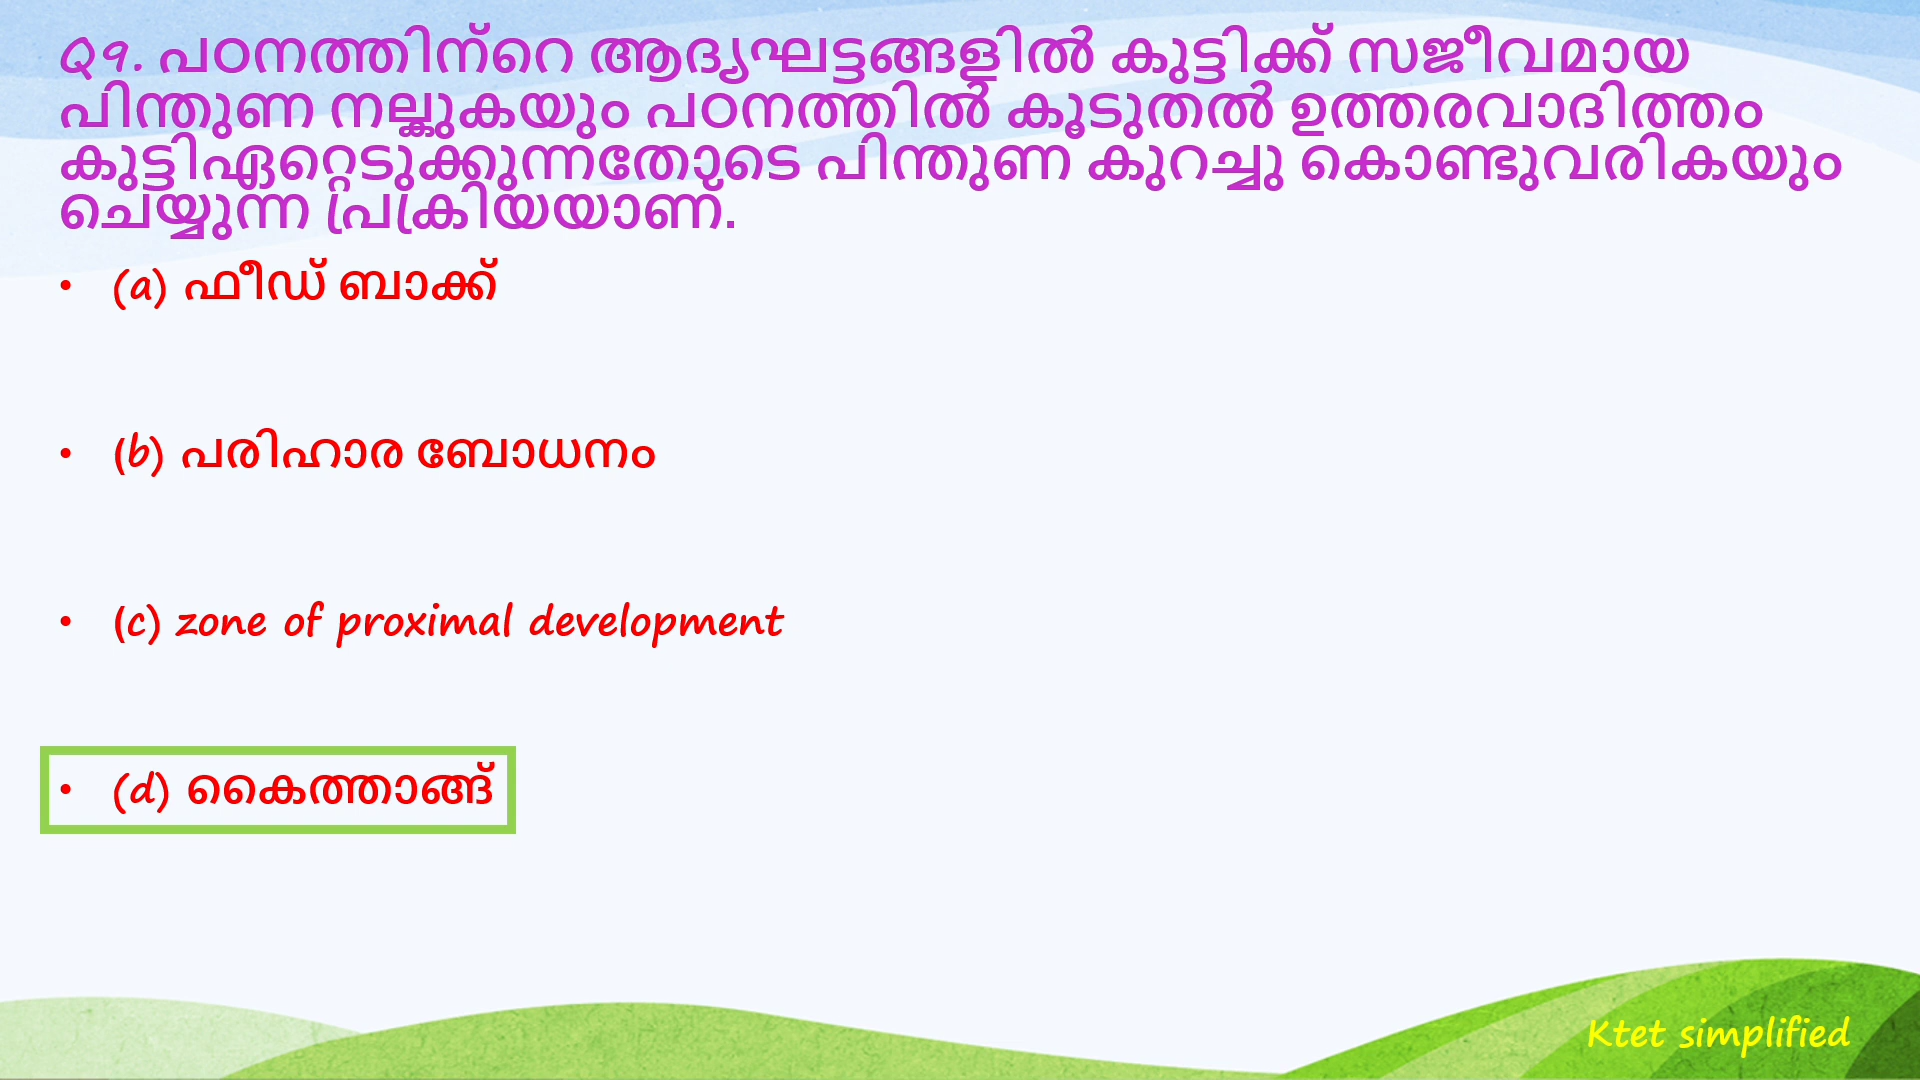 Q9. പഠനത്തിന്റെ ആദ്യഘട്ടങ്ങളിൽ കുട്ടിക്ക് സജീവമായ
പിന്തുണ നല്കുകയും പഠനത്തിൽ കൂടുതൽ ഉത്തരവാദിത്തം
കുട്ടിഏറ്റെടുക്കുന്നതോടെ പിന്തുണ കുറച്ചു കൊണ്ടുവരികയും
ചെയ്യുന്ന പ്രക്രിയയാണ്.
• (a) ഫീഡ് ബാക്ക്
• (b) പരിഹാര ബോധനം
• (c) zone of proximal development
• (d) കൈത്താങ്ങ്
Ktet simplified